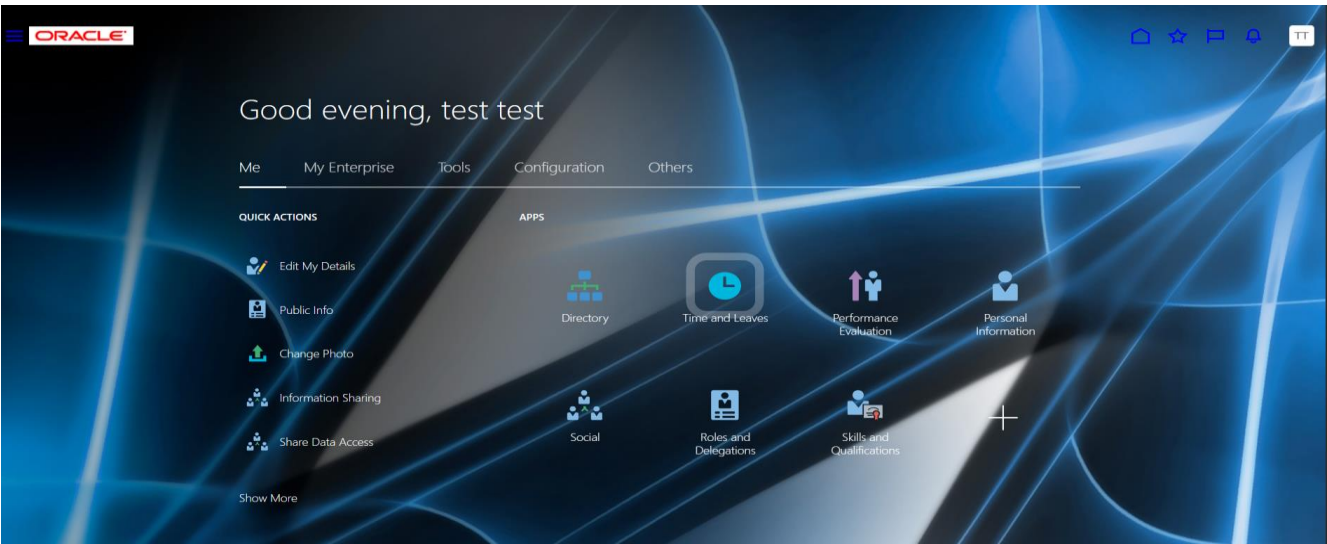 ORACLE
TT
Good evening, test test
Me My Enterprise Tools Configuration Others
QUICK ACTIONS
Edit My Details
Public Info
Change Photo
Information Sharing
Share Data Access
Show More
APPS
Directory
Time and Leaves
Performance
Evaluation
Personal
Information
Social
Roles and
Delegations
Skills and
Qualifications